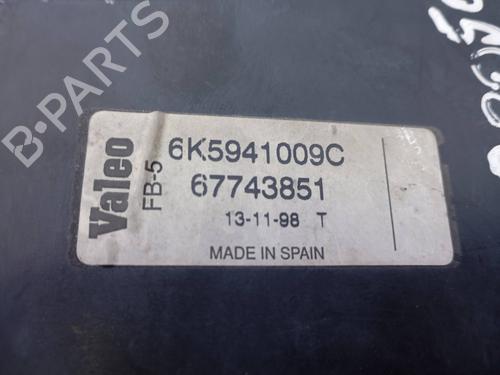 Valeo
FB-5
6K5941009C
67743851
13-11-98 T
MADE IN SPAIN
B-PARTS